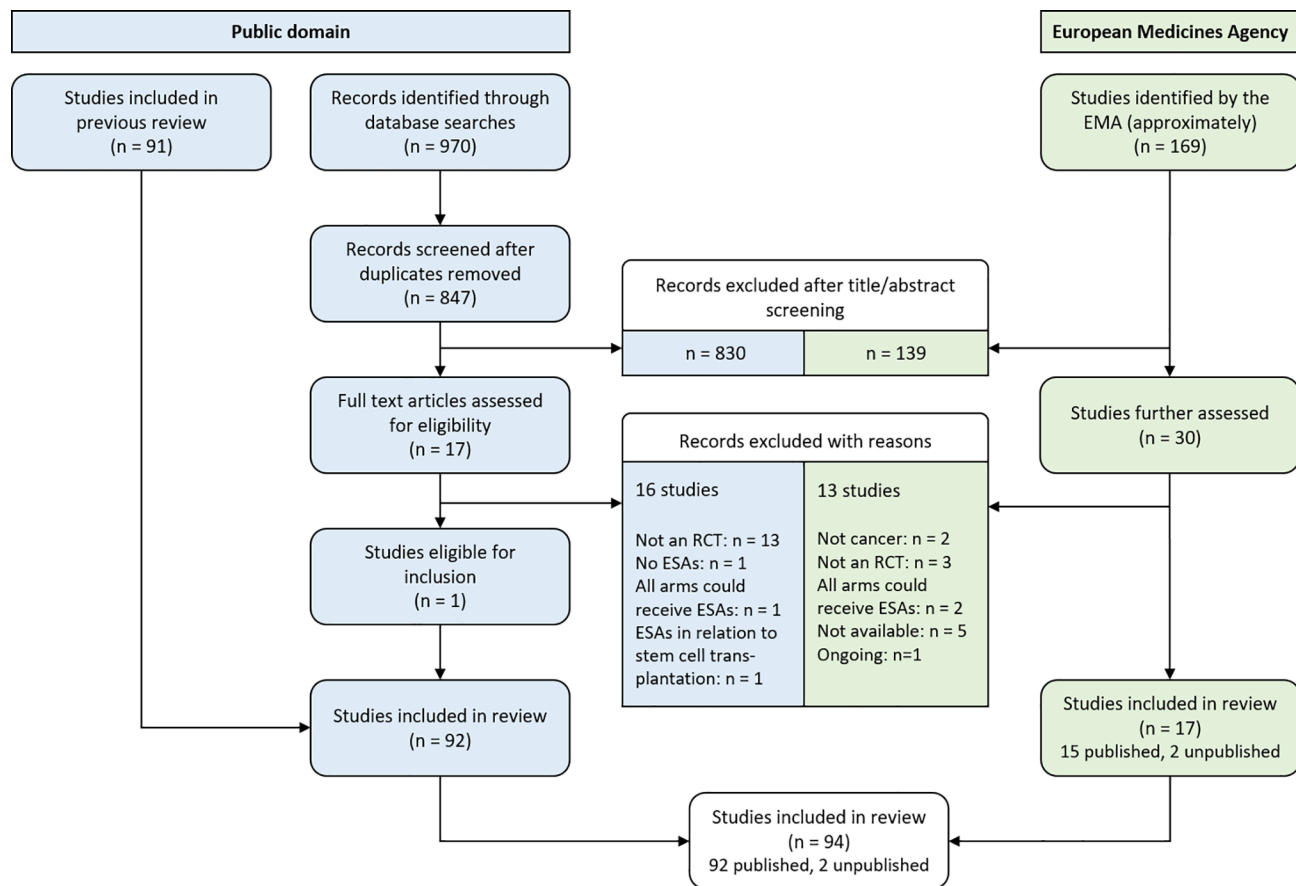 Public domain
European Medicines Agency
Studies included in
previous review
(n = 91)
Records identified through
database searches
(n = 970)
Studies identified by the
EMA (approximately)
(n = 169)
Records screened after
duplicates removed
(n = 847)
Records excluded after title/abstract
screening
n = 830
n = 139
Full text articles assessed
for eligibility
(n = 17)
Studies further assessed
(n = 30)
Records excluded with reasons
16 studies
Not an RCT: n = 13
No ESAs: n = 1
All arms could
receive ESAs: n = 1
ESAs in relation to
stem cell trans-
plantation: n = 1
13 studies
Not cancer: n = 2
Not an RCT: n = 3
All arms could
receive ESAs: n = 2
Not available: n = 5
Ongoing: n=1
Studies eligible for
inclusion
(n = 1)
Studies included in review
(n = 92)
Studies included in review
(n = 17)
15 published, 2 unpublished
Studies included in review
(n = 94)
92 published, 2 unpublished